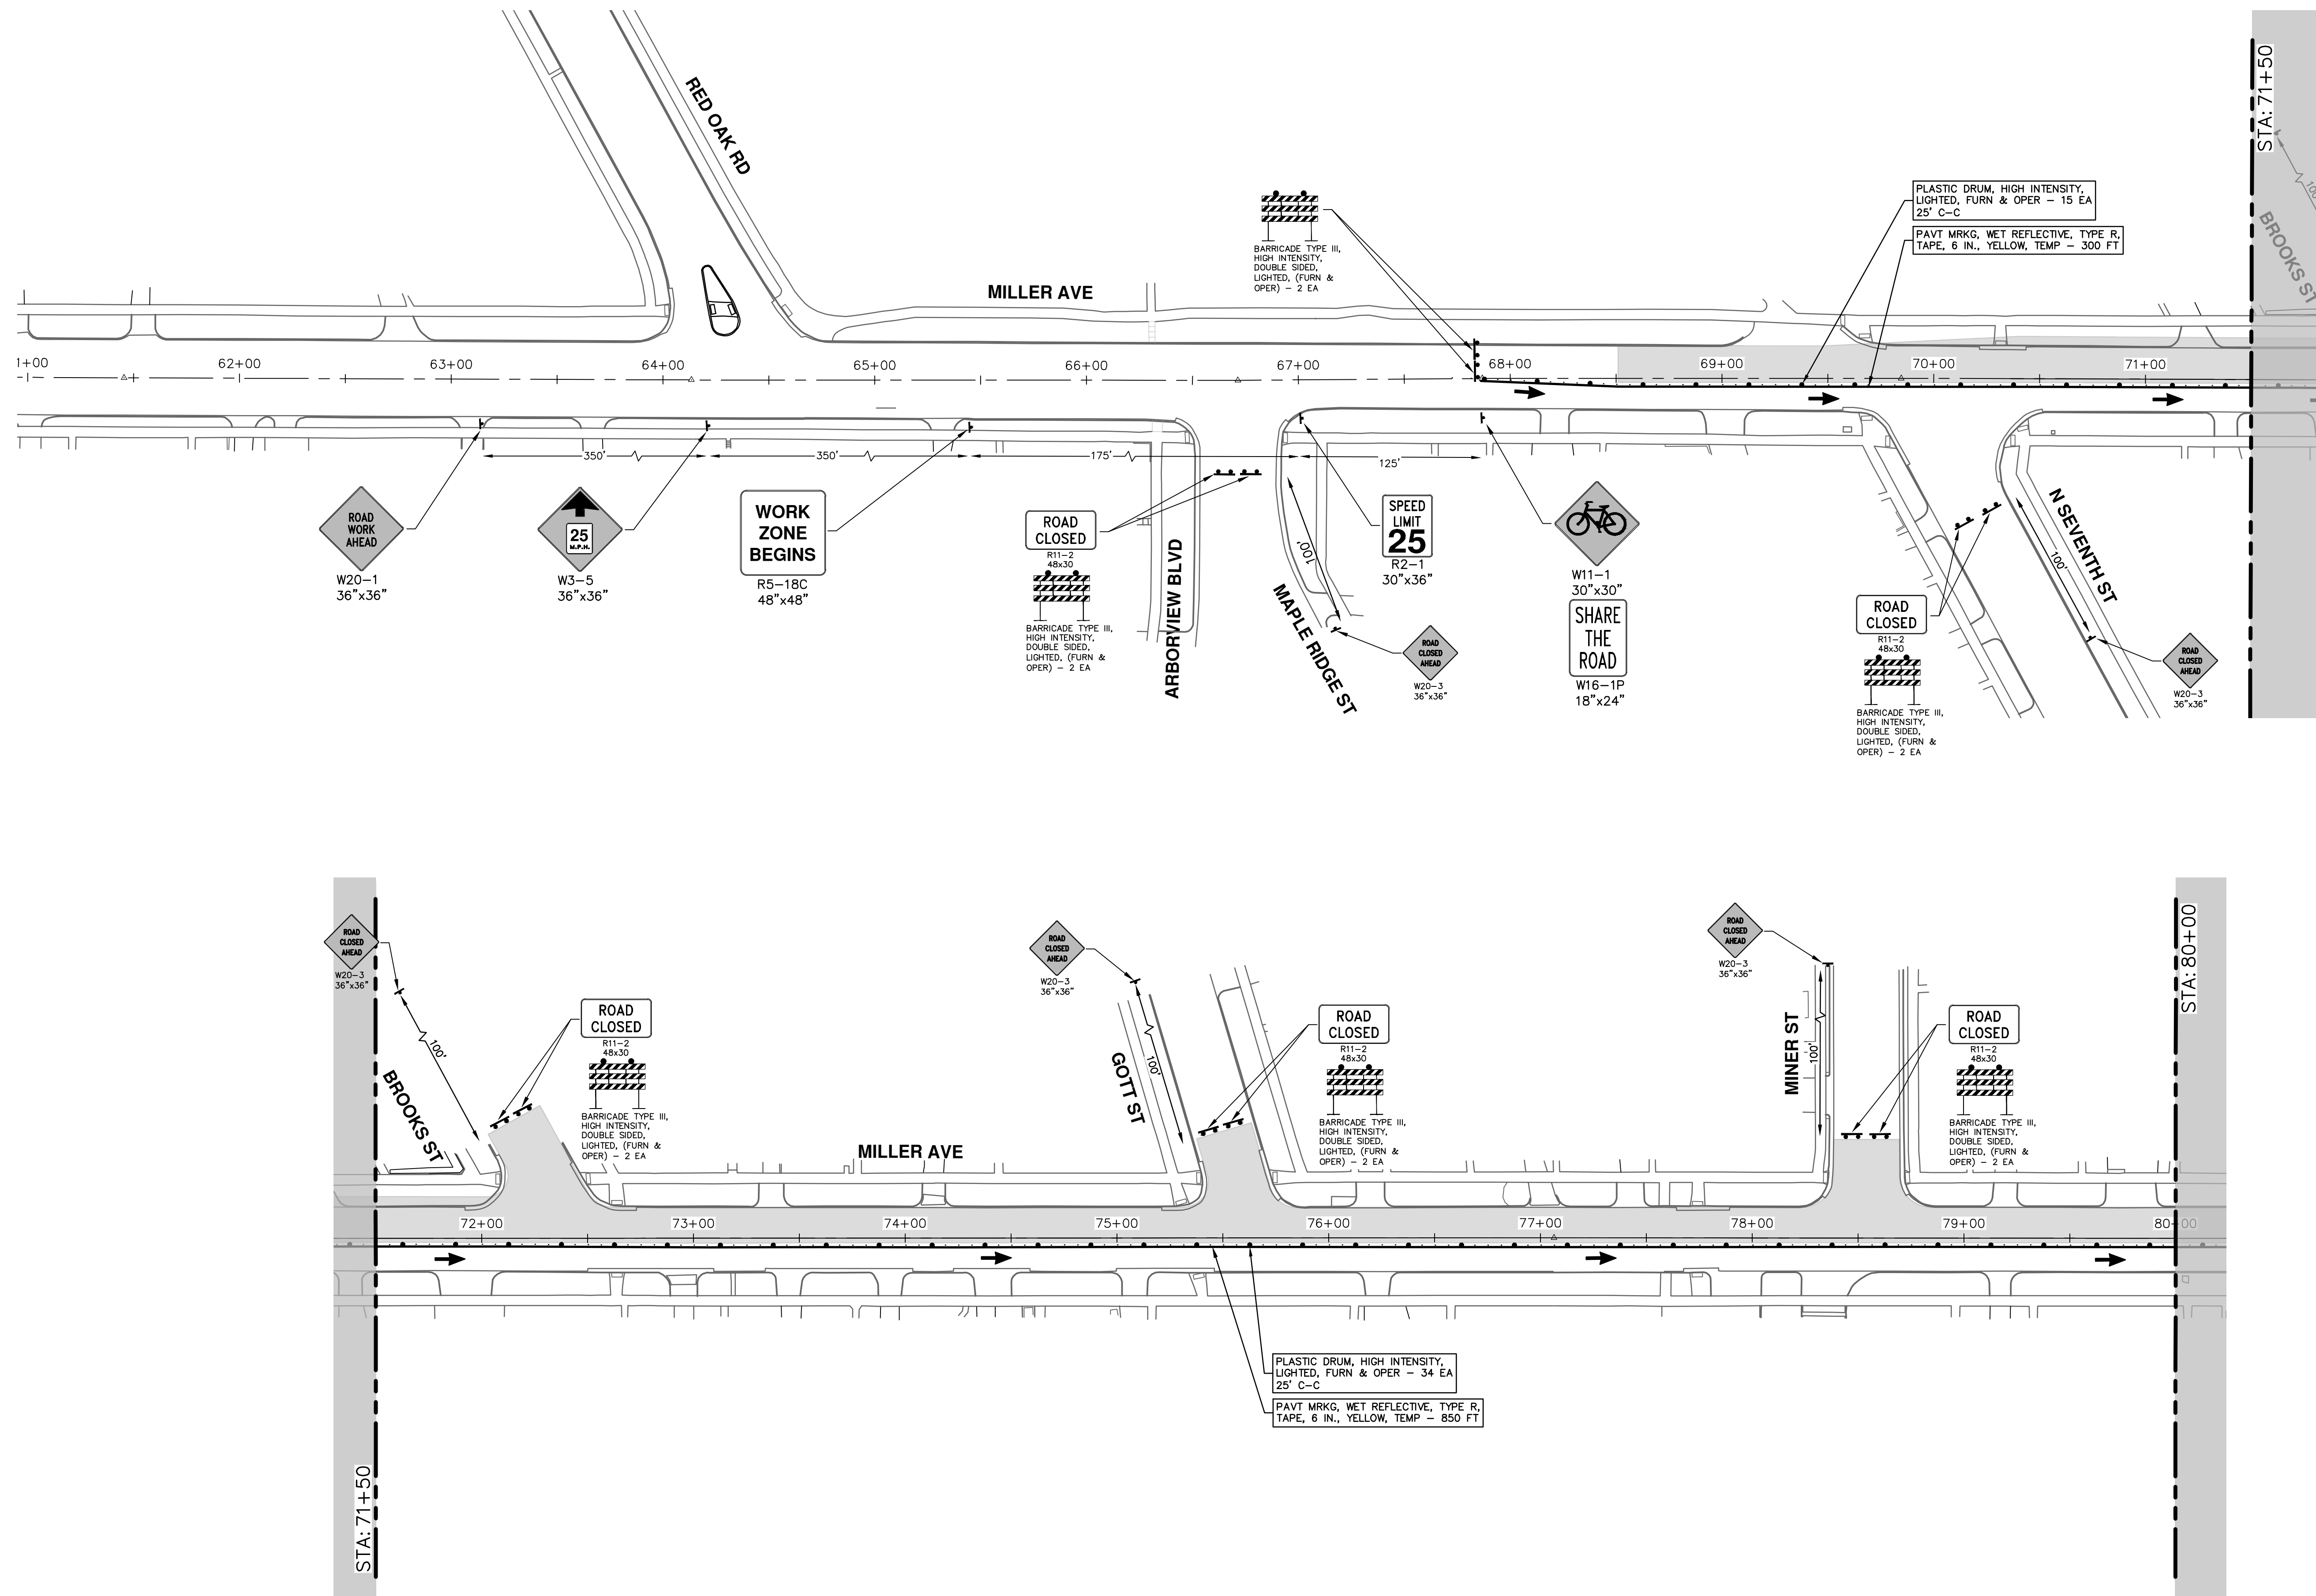 RED OAK RD
STA: 71+50
100'
BROOKS ST
MILLER AVE
BARRICADE TYPE III,
HIGH INTENSITY,
DOUBLE SIDED,
LIGHTED, (FURN &
OPER) – 2 EA
PLASTIC DRUM, HIGH INTENSITY,
LIGHTED, FURN & OPER – 15 EA
25' C–C
PAVT MRKG, WET REFLECTIVE, TYPE R,
TAPE, 6 IN., YELLOW, TEMP – 300 FT
1+00
62+00
63+00
64+00
65+00
66+00
67+00
68+00
69+00
70+00
71+00
350'
350'
175'
125'
ROAD
WORK
AHEAD
W20–1
36"x36"
25
M.P.H.
W3–5
36"x36"
WORK
ZONE
BEGINS
R5–18C
48"x48"
ROAD
CLOSED
R11–2
48x30
BARRICADE TYPE III,
HIGH INTENSITY,
DOUBLE SIDED,
LIGHTED, (FURN &
OPER) – 2 EA
ARBORVIEW BLVD
100'
MAPLE RIDGE ST
SPEED
LIMIT
25
R2–1
30"x36"
ROAD
CLOSED
AHEAD
W20–3
36"x36"
W11–1
30"x30"
SHARE
THE
ROAD
W16–1P
18"x24"
ROAD
CLOSED
R11–2
48x30
BARRICADE TYPE III,
HIGH INTENSITY,
DOUBLE SIDED,
LIGHTED, (FURN &
OPER) – 2 EA
N SEVENTH ST
100'
ROAD
CLOSED
AHEAD
W20–3
36"x36"
ROAD
CLOSED
AHEAD
W20–3
36"x36"
100'
BROOKS ST
ROAD
CLOSED
R11–2
48x30
BARRICADE TYPE III,
HIGH INTENSITY,
DOUBLE SIDED,
LIGHTED, (FURN &
OPER) – 2 EA
MILLER AVE
ROAD
CLOSED
AHEAD
W20–3
36"x36"
100'
GOTT ST
ROAD
CLOSED
R11–2
48x30
BARRICADE TYPE III,
HIGH INTENSITY,
DOUBLE SIDED,
LIGHTED, (FURN &
OPER) – 2 EA
ROAD
CLOSED
AHEAD
W20–3
36"x36"
100'
MINER ST
ROAD
CLOSED
R11–2
48x30
BARRICADE TYPE III,
HIGH INTENSITY,
DOUBLE SIDED,
LIGHTED, (FURN &
OPER) – 2 EA
STA: 80+00
72+00
73+00
74+00
75+00
76+00
77+00
78+00
79+00
80+00
PLASTIC DRUM, HIGH INTENSITY,
LIGHTED, FURN & OPER – 34 EA
25' C–C
PAVT MRKG, WET REFLECTIVE, TYPE R,
TAPE, 6 IN., YELLOW, TEMP – 850 FT
STA: 71+50